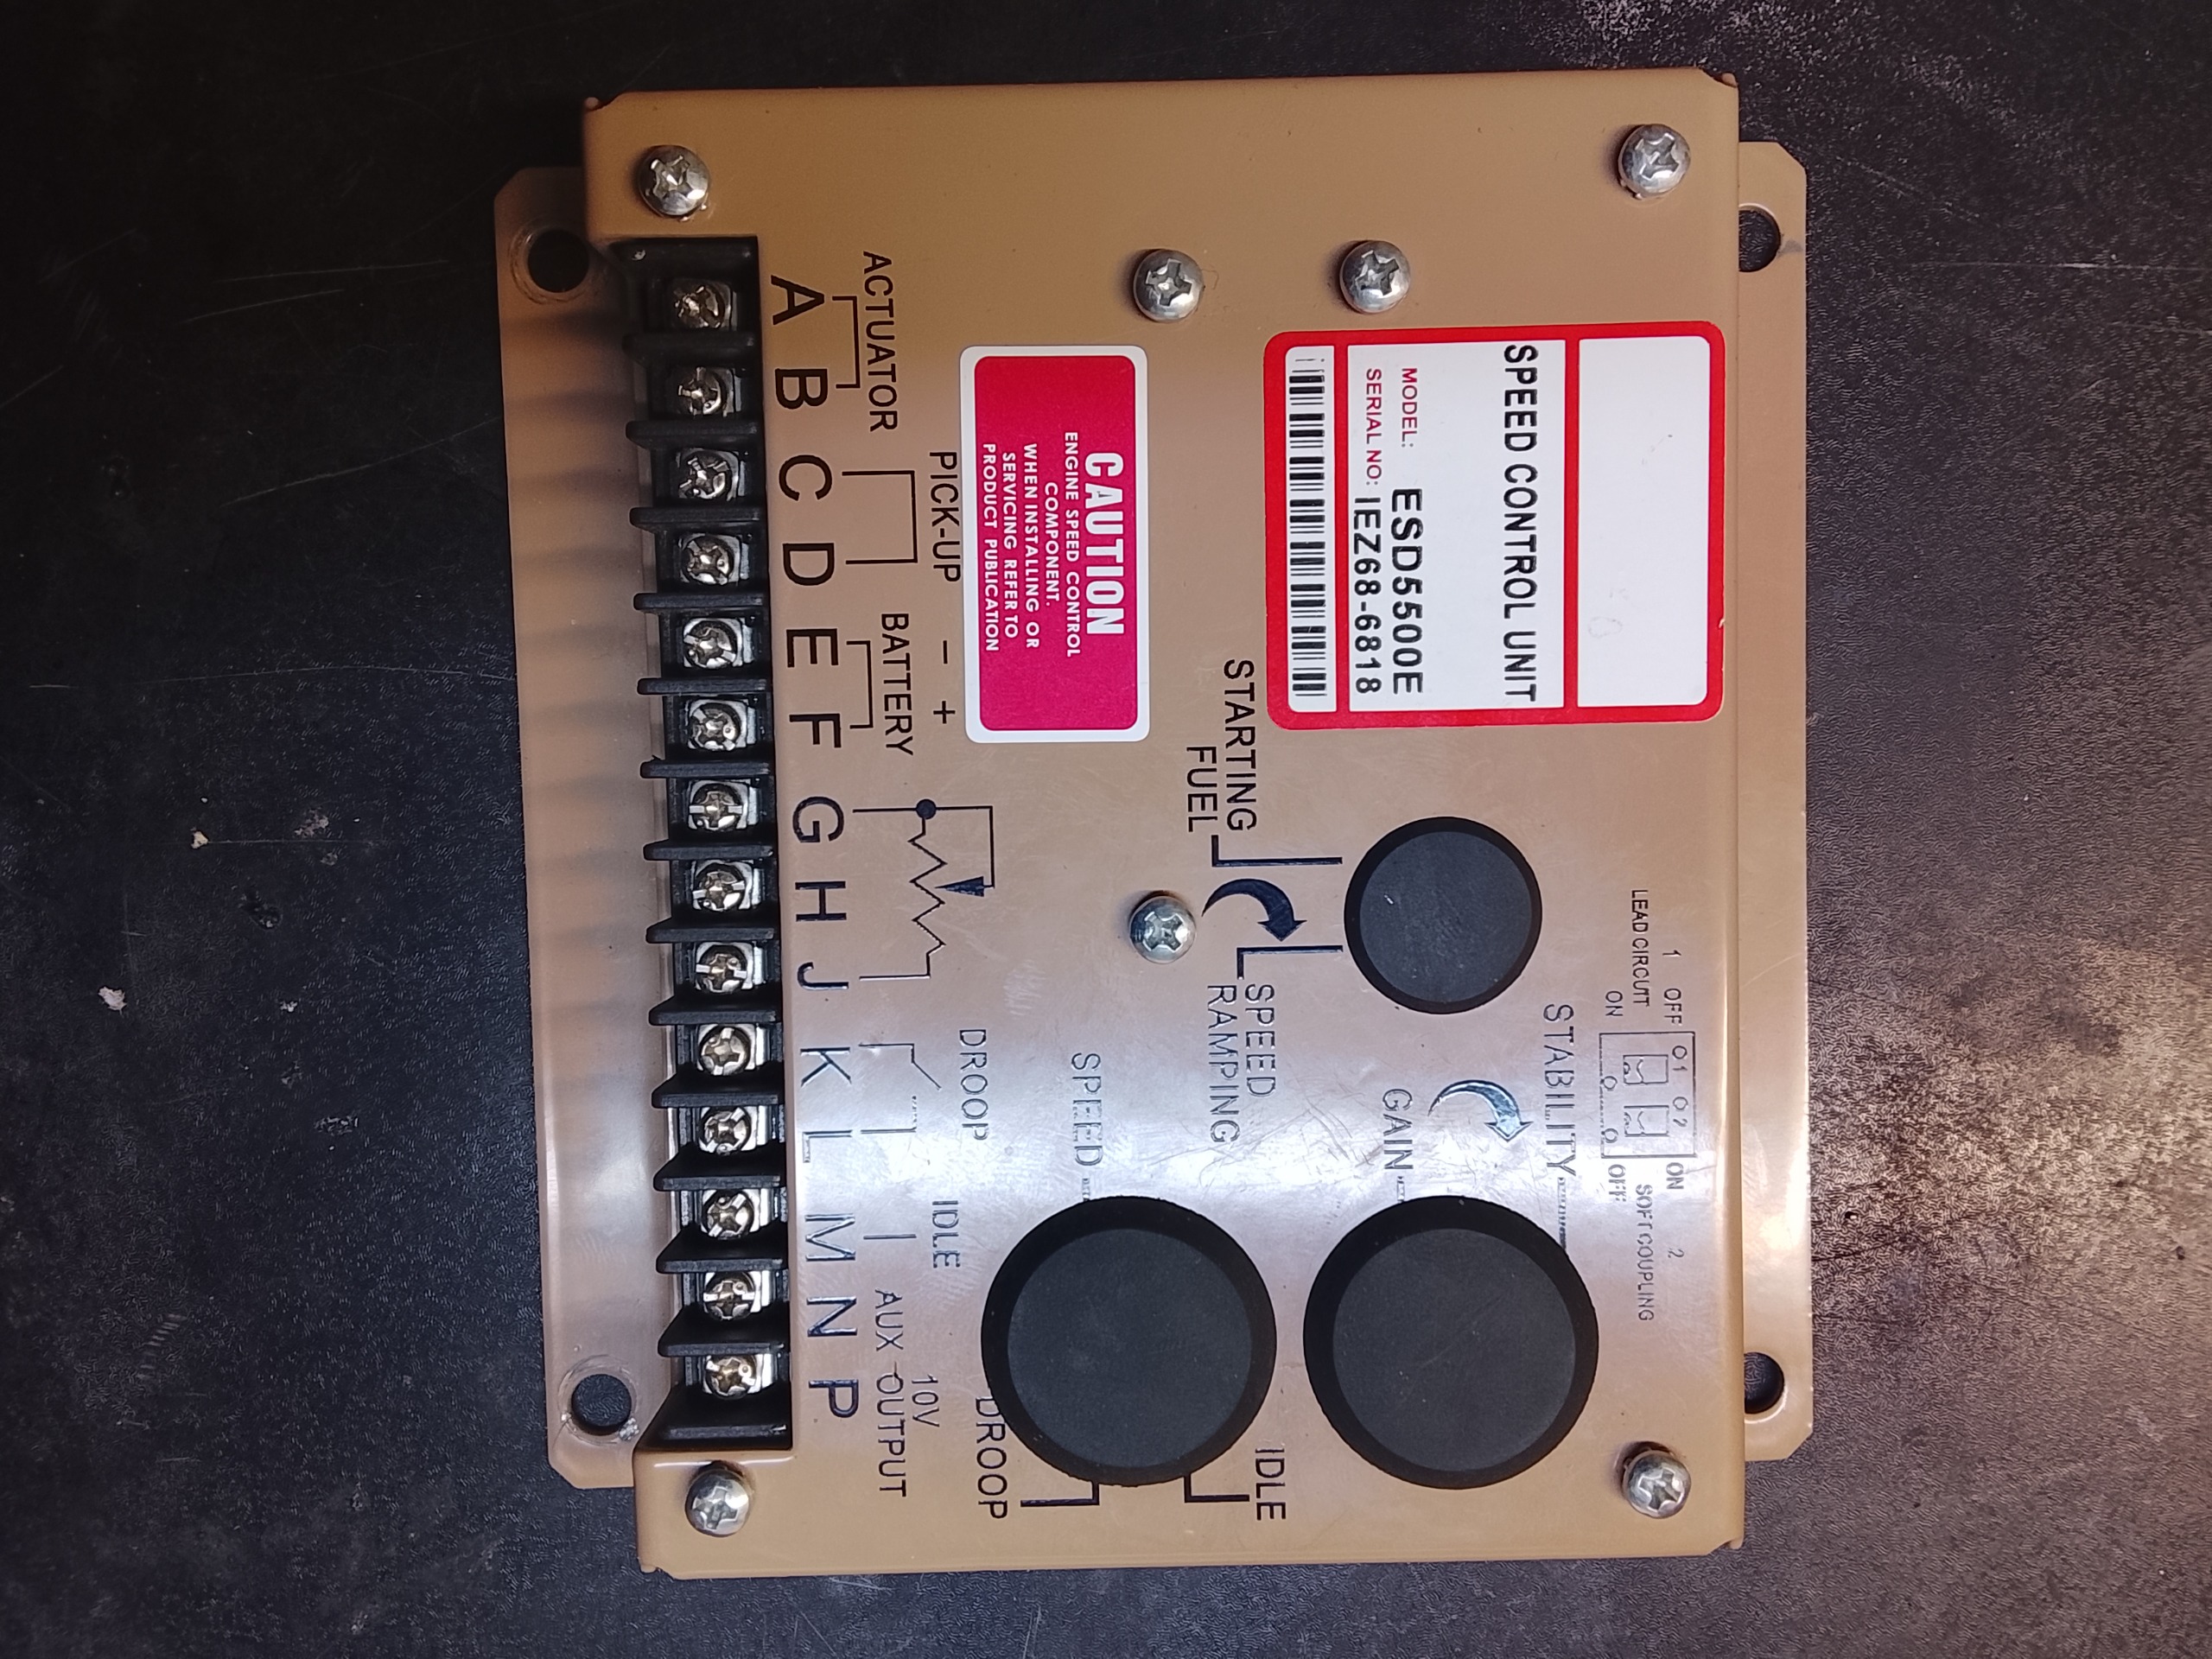 SPEED CONTROL UNIT
MODEL: ESD5500E
SERIAL NO: IEZ68-6818
CAUTION
ENGINE SPEED CONTROL
COMPONENT.
WHEN INSTALLING OR
SERVICING REFER TO
PRODUCT PUBLICATION
1 OFF
LEAD CIRCUIT
ON
O1 O2
ON 2
SOFT COUPLING
OFF
STABILITY
GAIN
STARTING
FUEL
SPEED
RAMPING
SPEED
IDLE
DROOP
PICK-UP
- +
ACTUATOR
BATTERY
DROOP
IDLE
10V
AUX OUTPUT
A B C D E F G H J K L M N P